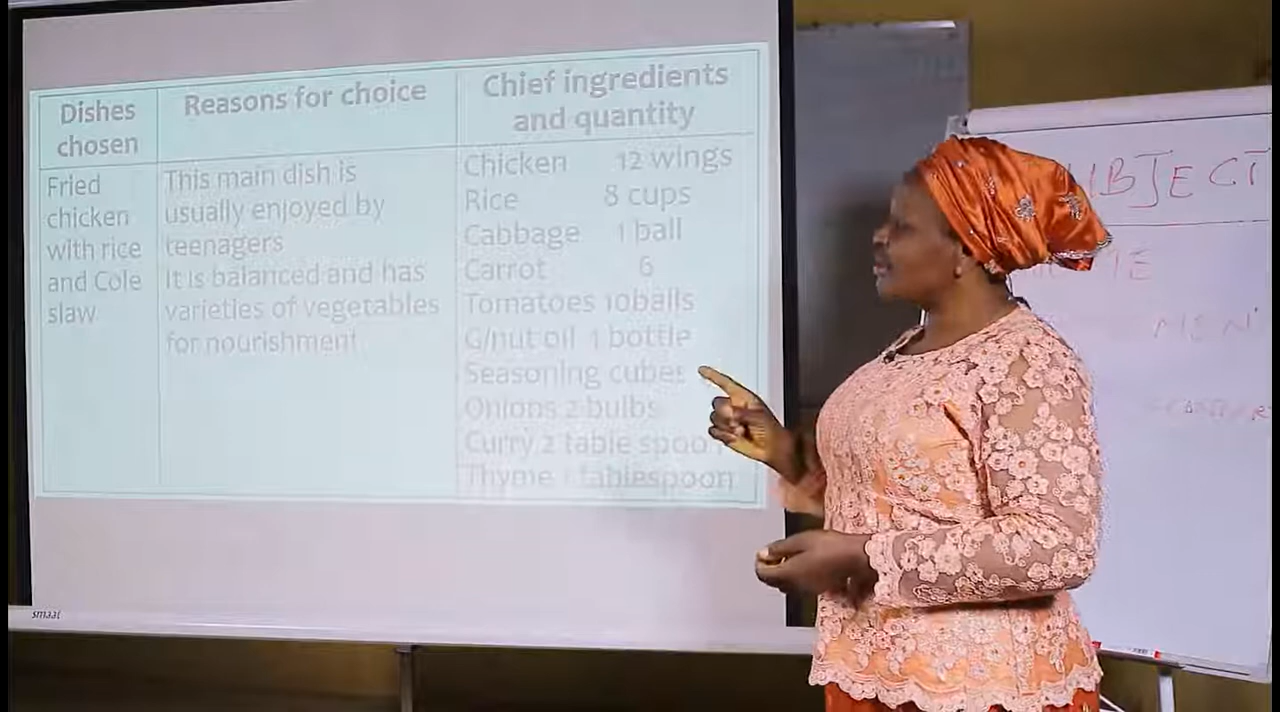 Dishes
chosen
Reasons for choice
Chief ingredients
and quantity
Fried
chicken
with rice
and Cole
slaw
This main dish is
usually enjoyed by
teenagers
It is balanced and has
varieties of vegetables
for nourishment
Chicken 12 wings
Rice 8 cups
Cabbage 1 ball
Carrot 6
Tomatoes 10balls
G/nut oil 1 bottle
Seasoning cubes
Onions 2 bulbs
Curry 2 table spoon
Thyme 1 tablespoon
smaat
UBJECT